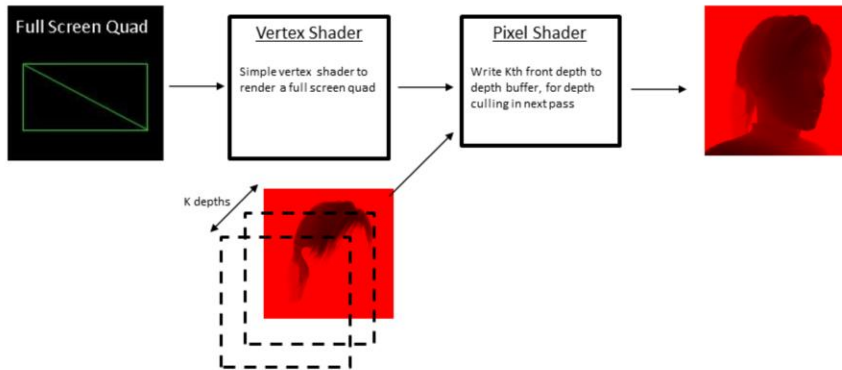 Full Screen Quad
Vertex Shader
Simple vertex shader to
render a full screen quad
Pixel Shader
Write Kth front depth to
depth buffer, for depth
culling in next pass
K depths